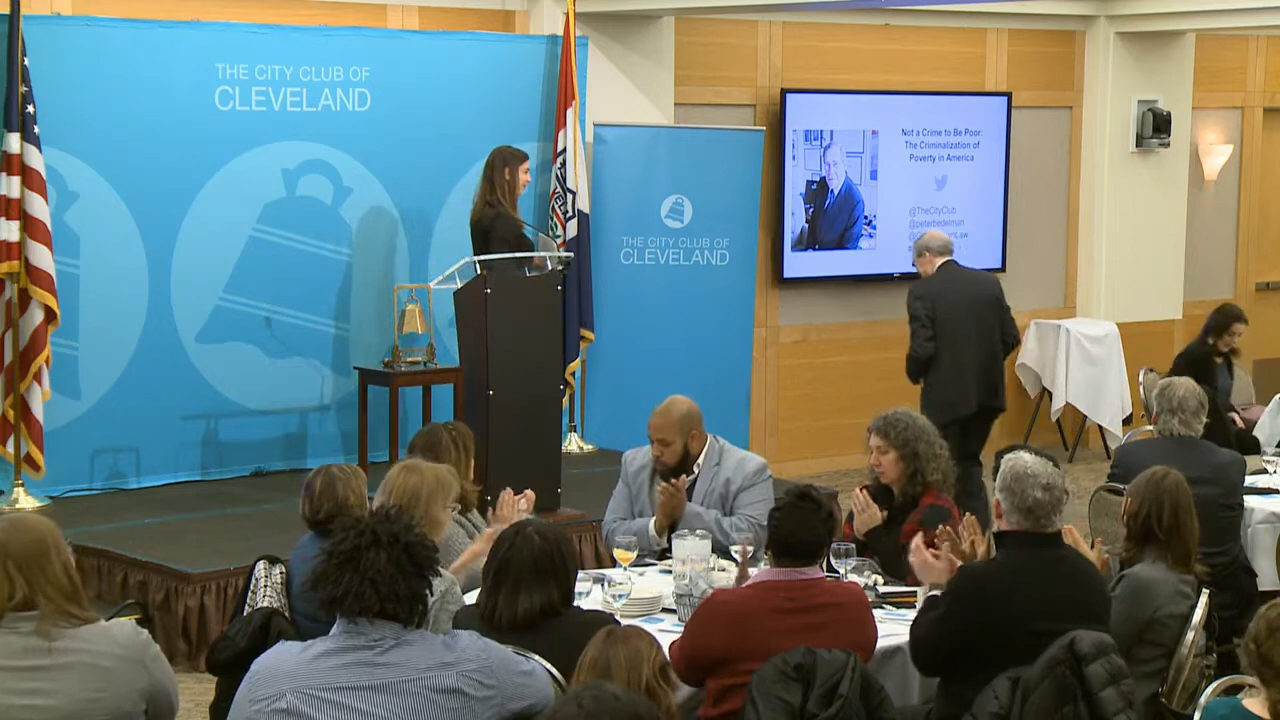 THE CITY CLUB OF
CLEVELAND
THE CITY CLUB OF
CLEVELAND
Not a Crime to Be Poor:
The Criminalization of
Poverty in America
@TheCityClub
@peterbedelman